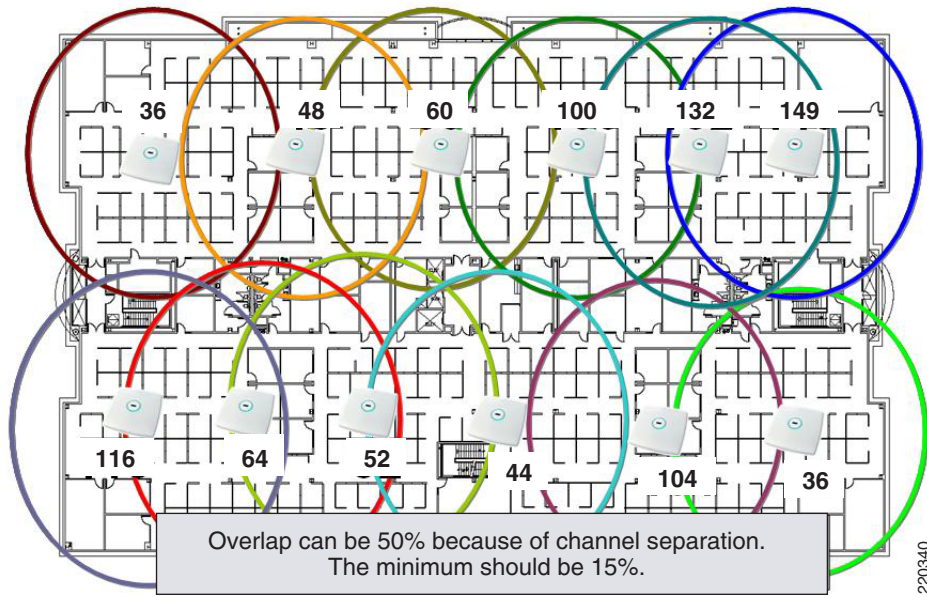 36 48 60 100 132 149
116 64 52 44 104 36
Overlap can be 50% because of channel separation.
The minimum should be 15%.
220340